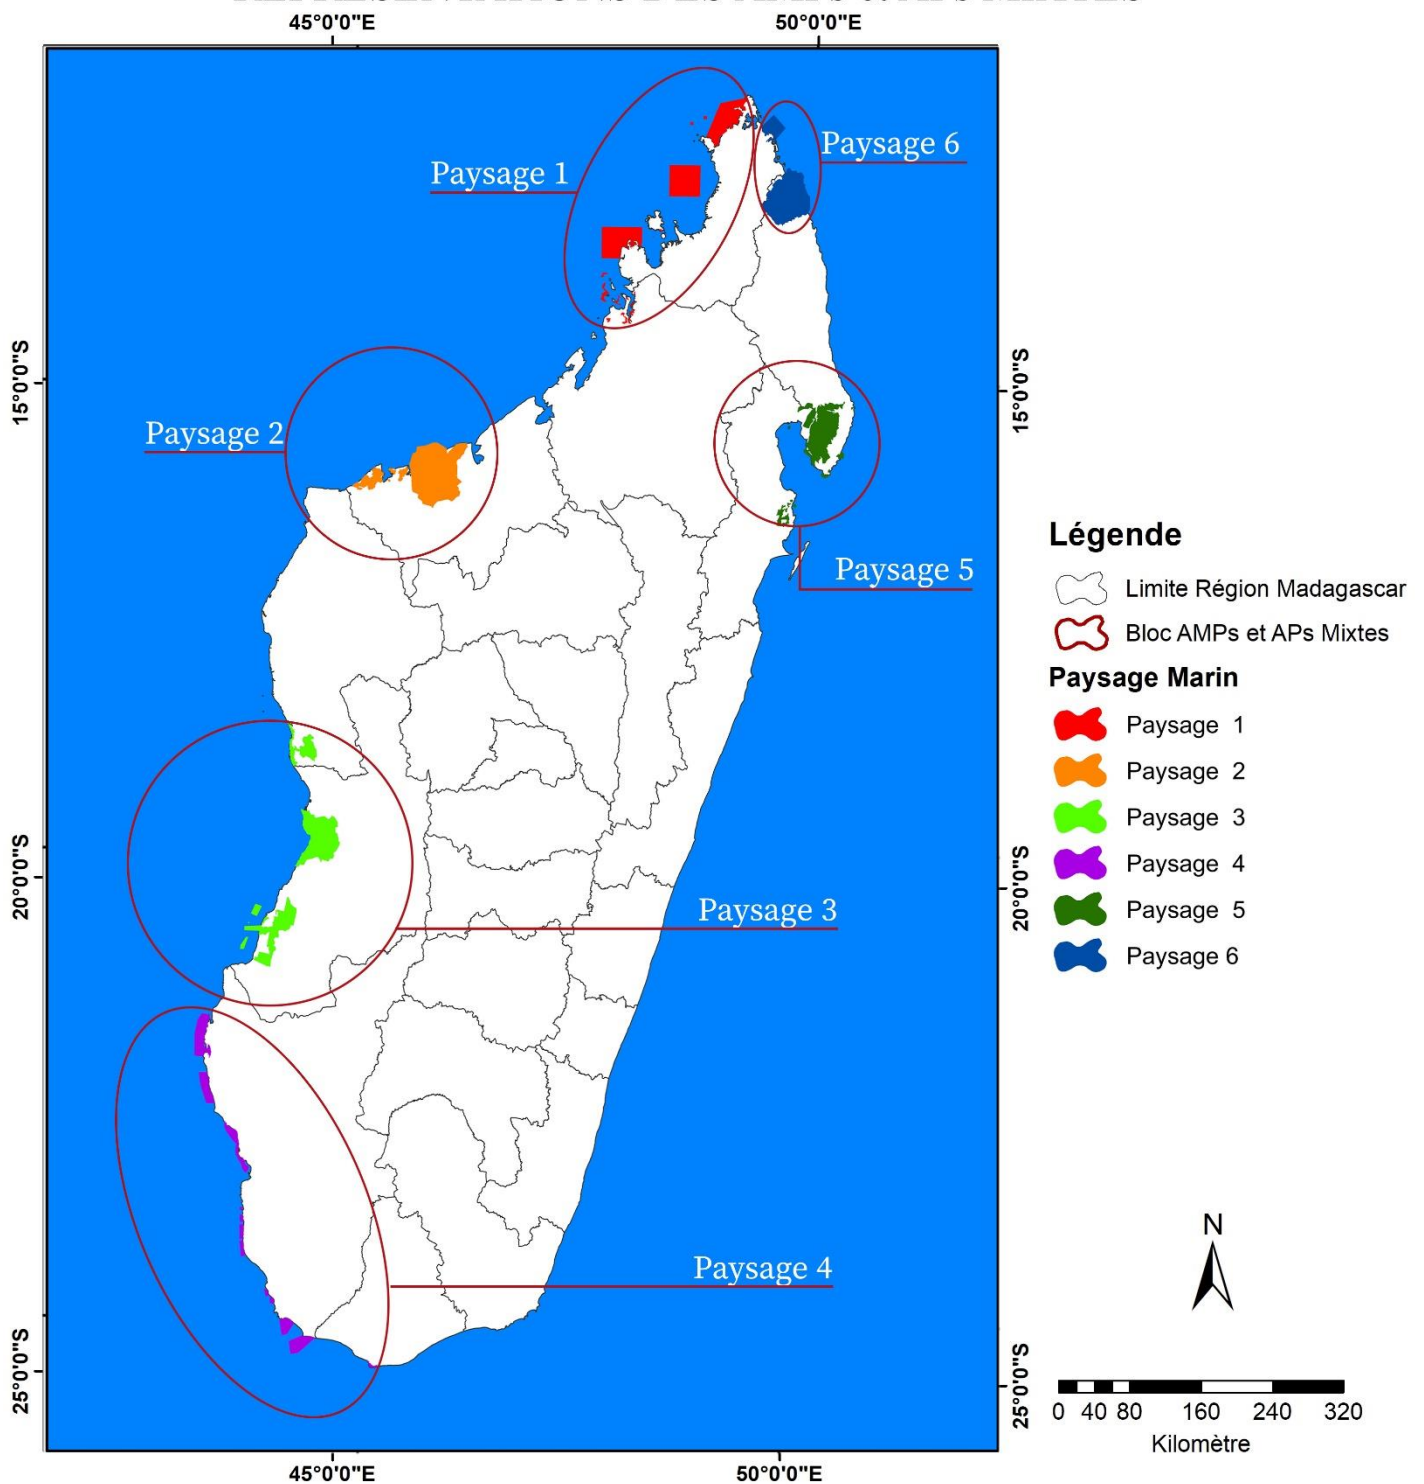 45°0'0"E
50°0'0"E
Paysage 6
Paysage 1
15°0'0"S
15°0'0"S
Paysage 2
Paysage 5
Légende
Limite Région Madagascar
Bloc AMPs et APs Mixtes
Paysage Marin
Paysage 1
Paysage 2
Paysage 3
Paysage 4
Paysage 5
Paysage 6
20°0'0"S
20°0'0"S
Paysage 3
Paysage 4
N
25°0'0"S
25°0'0"S
0 40 80 160 240 320
Kilomètre
45°0'0"E
50°0'0"E